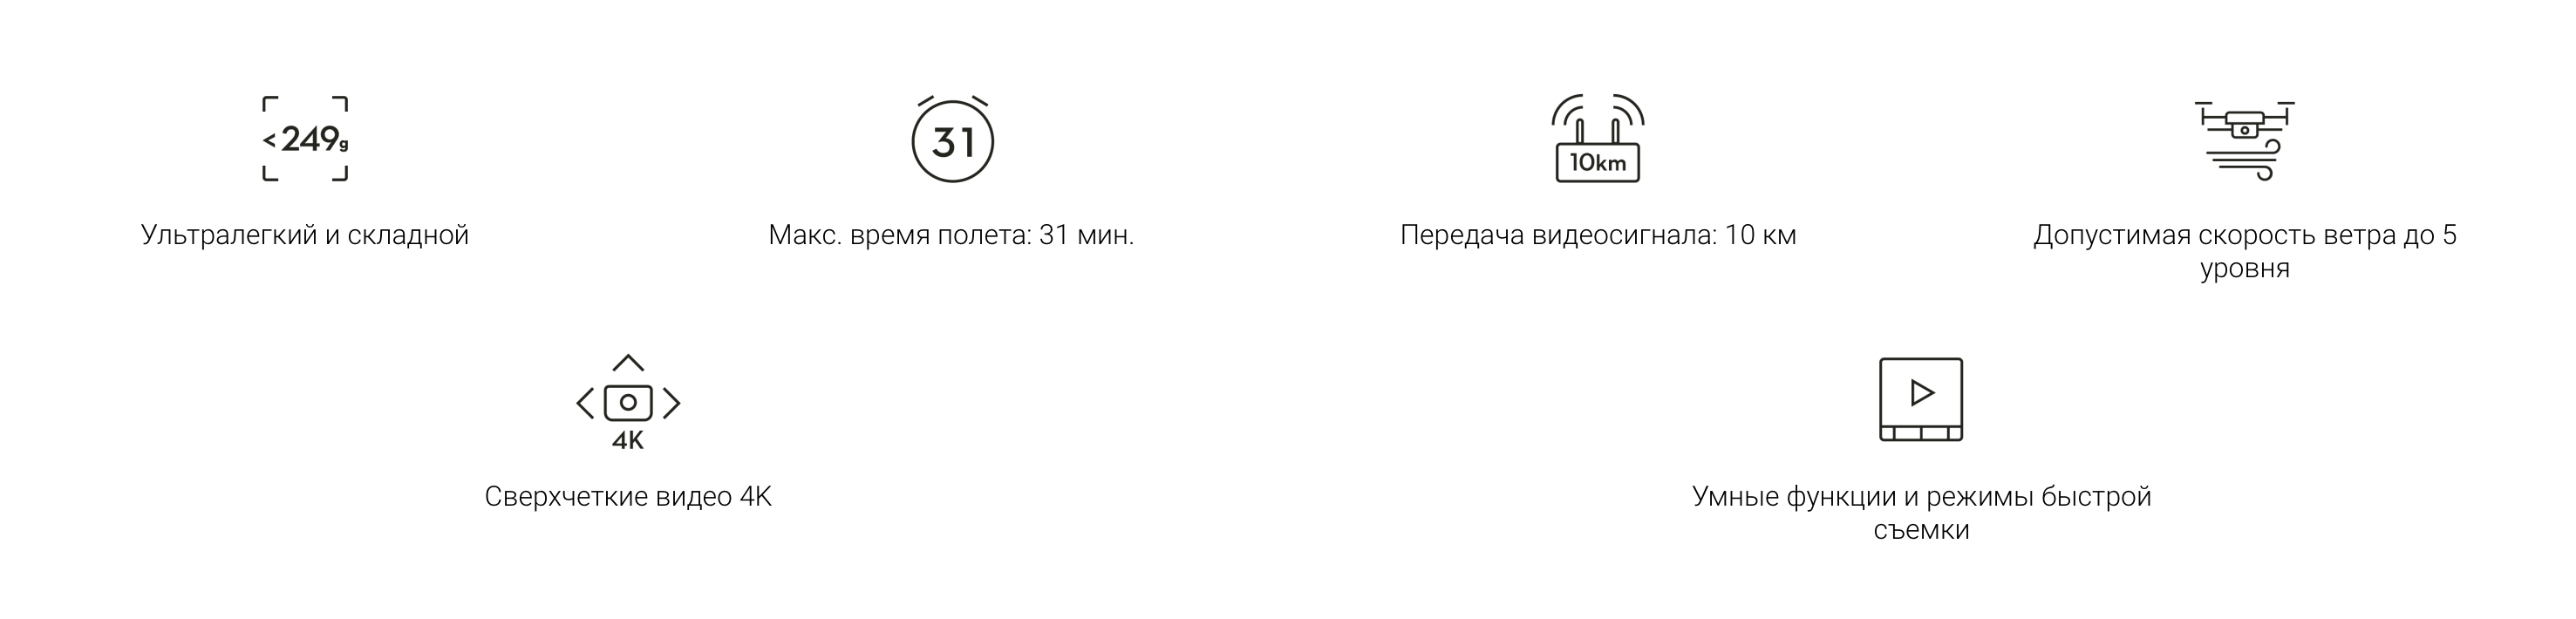 <249g
31
10km
Ультралегкий и складной
Макс. время полета: 31 мин.
Передача видеосигнала: 10 км
Допустимая скорость ветра до 5
уровня
4K
Сверхчеткие видео 4K
Умные функции и режимы быстрой
съемки